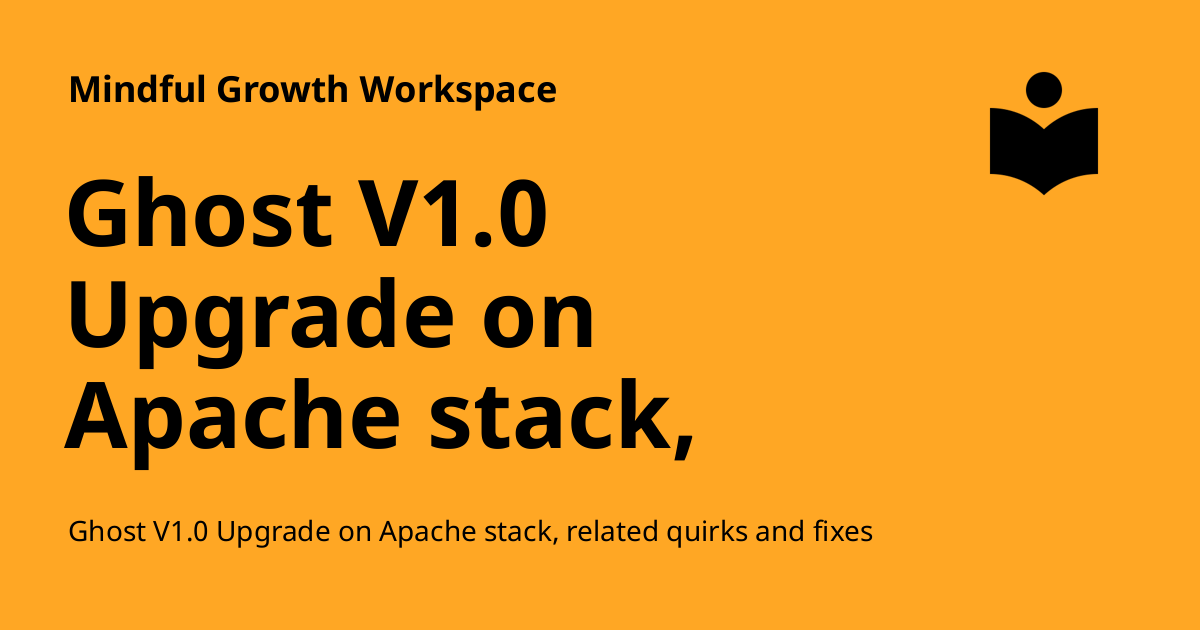 Mindful Growth Workspace
Ghost V1.0
Upgrade on
Apache stack,
Ghost V1.0 Upgrade on Apache stack, related quirks and fixes